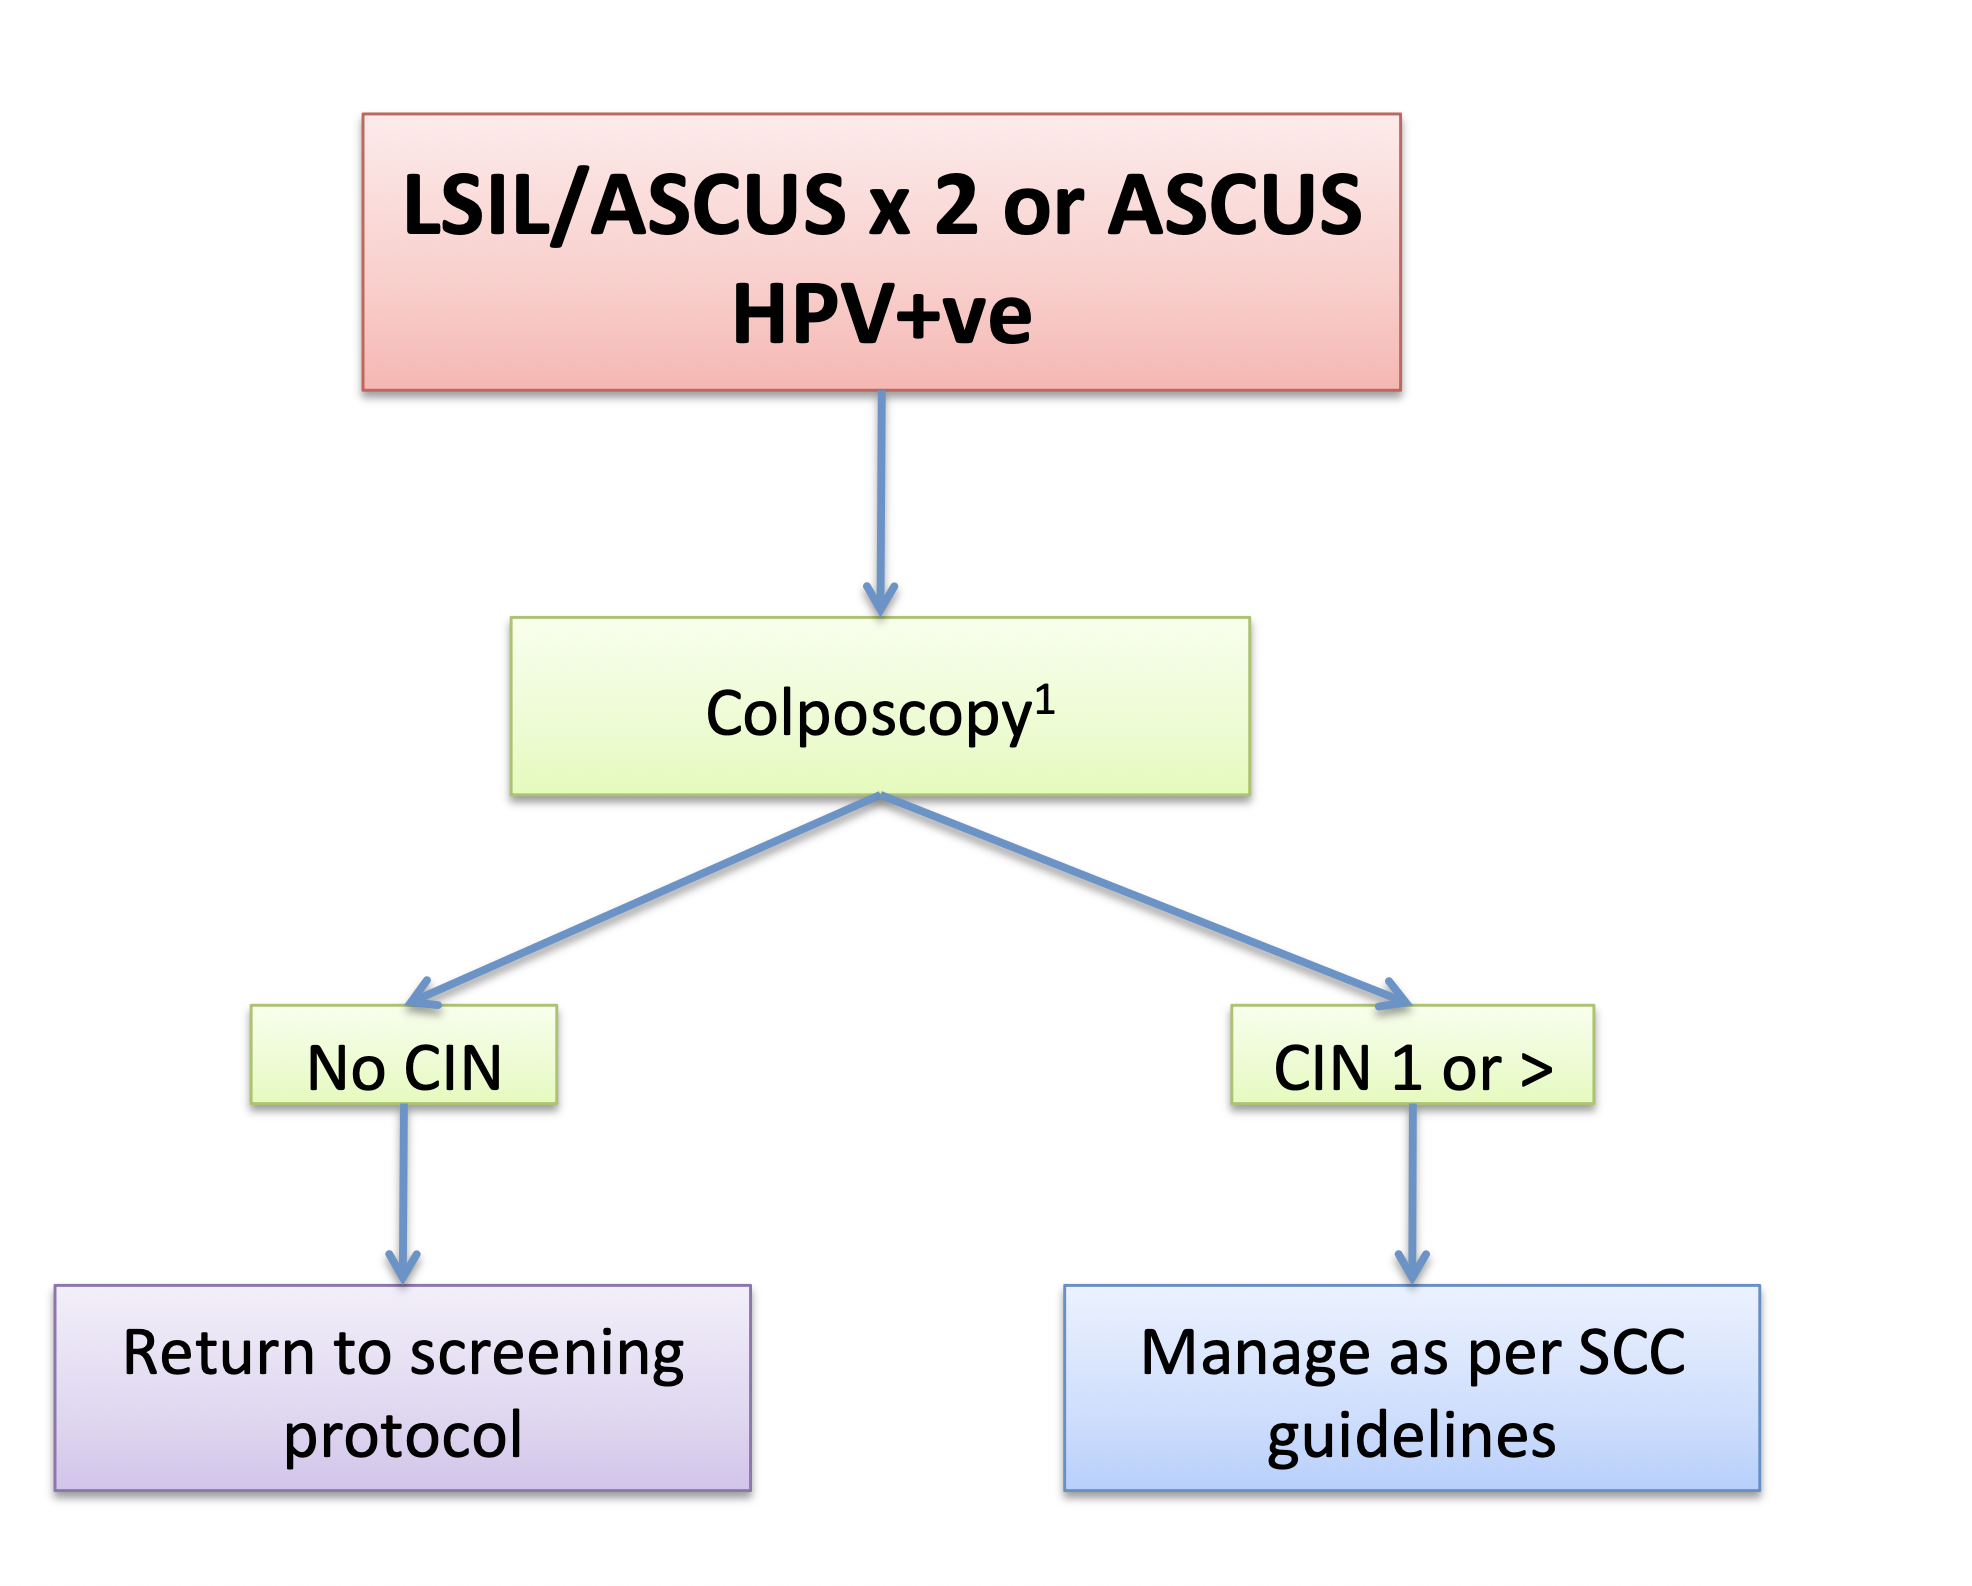 LSIL/ASCUS x 2 or ASCUS
HPV+ve
Colposcopy¹
No CIN
CIN 1 or >
Return to screening
protocol
Manage as per SCC
guidelines